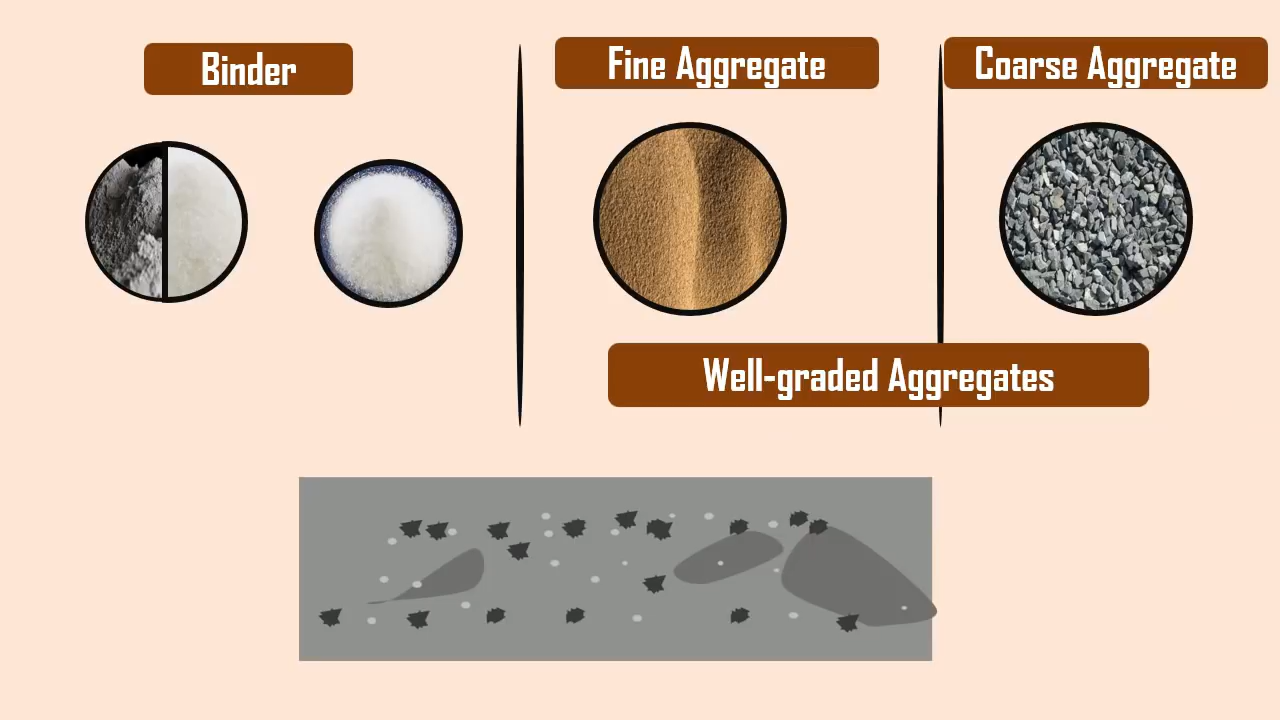 Binder
Fine Aggregate
Coarse Aggregate
Well-graded Aggregates